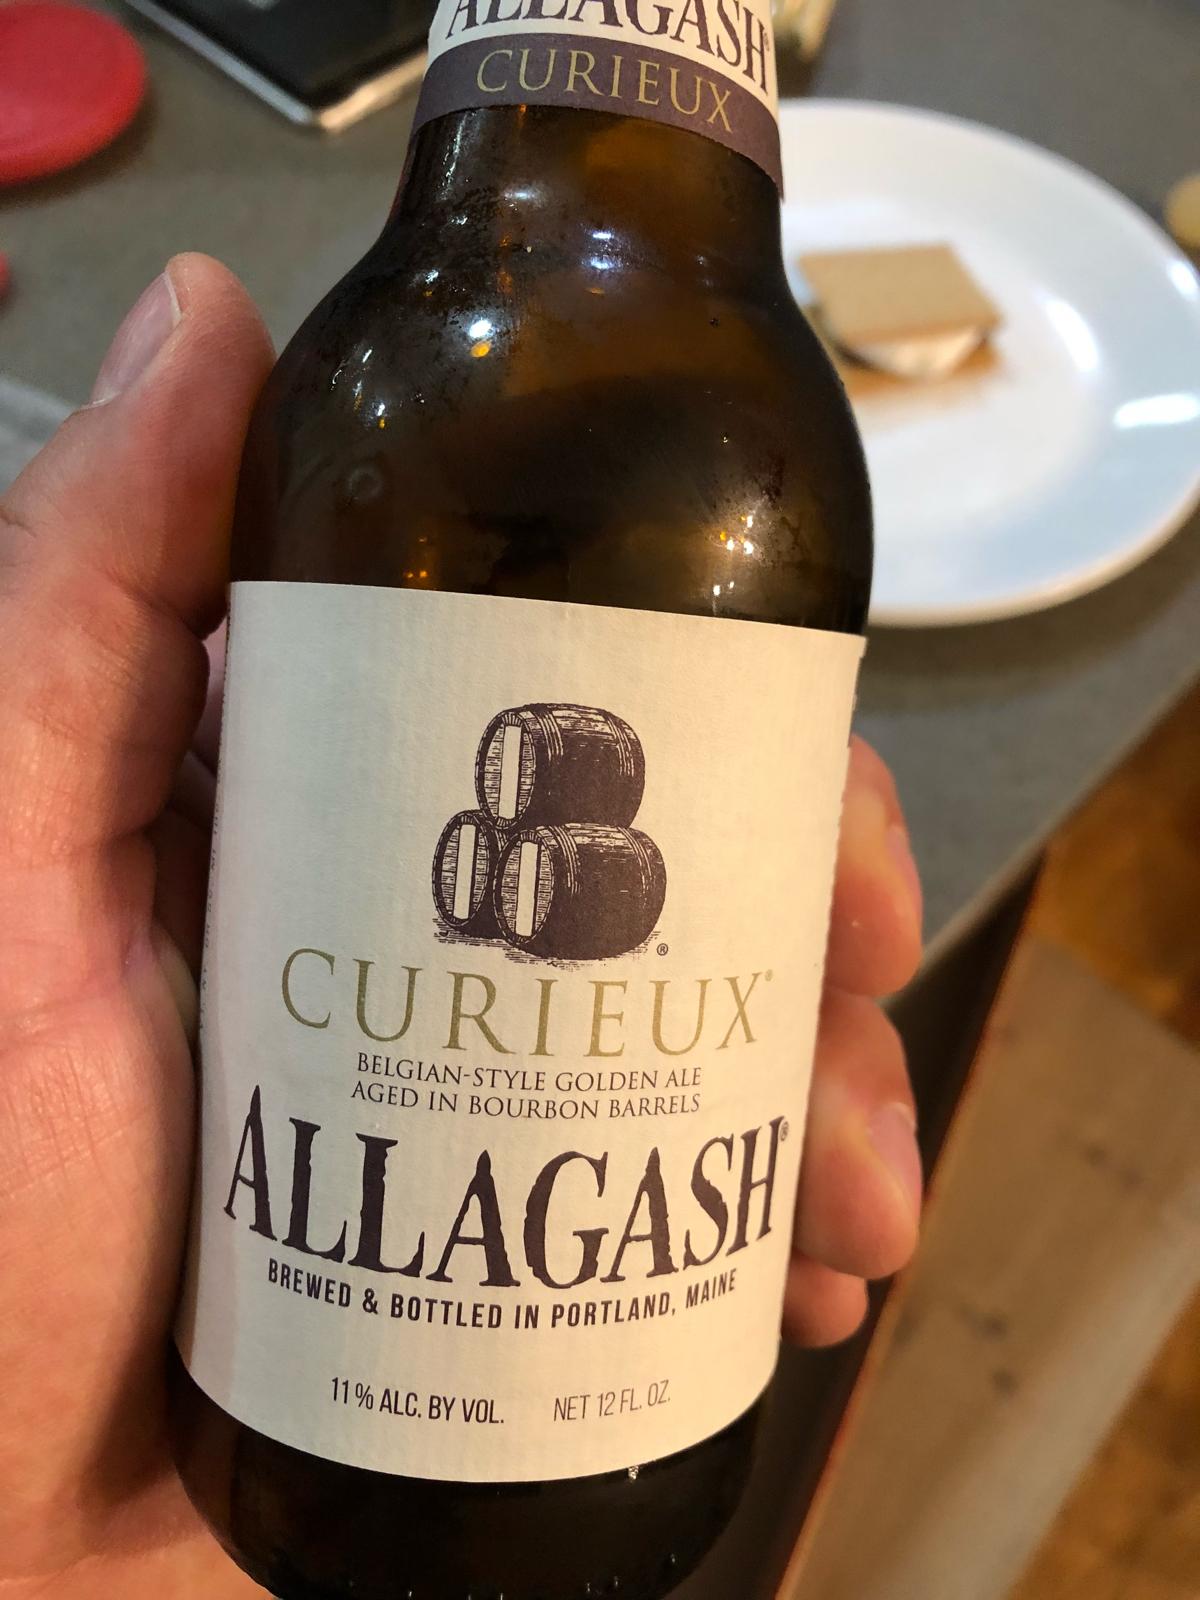 ALLAGASH®
CURIEUX
®
CURIEUX®
BELGIAN-STYLE GOLDEN ALE
AGED IN BOURBON BARRELS
ALLAGASH®
BREWED & BOTTLED IN PORTLAND, MAINE
11% ALC. BY VOL. NET 12 FL. OZ.